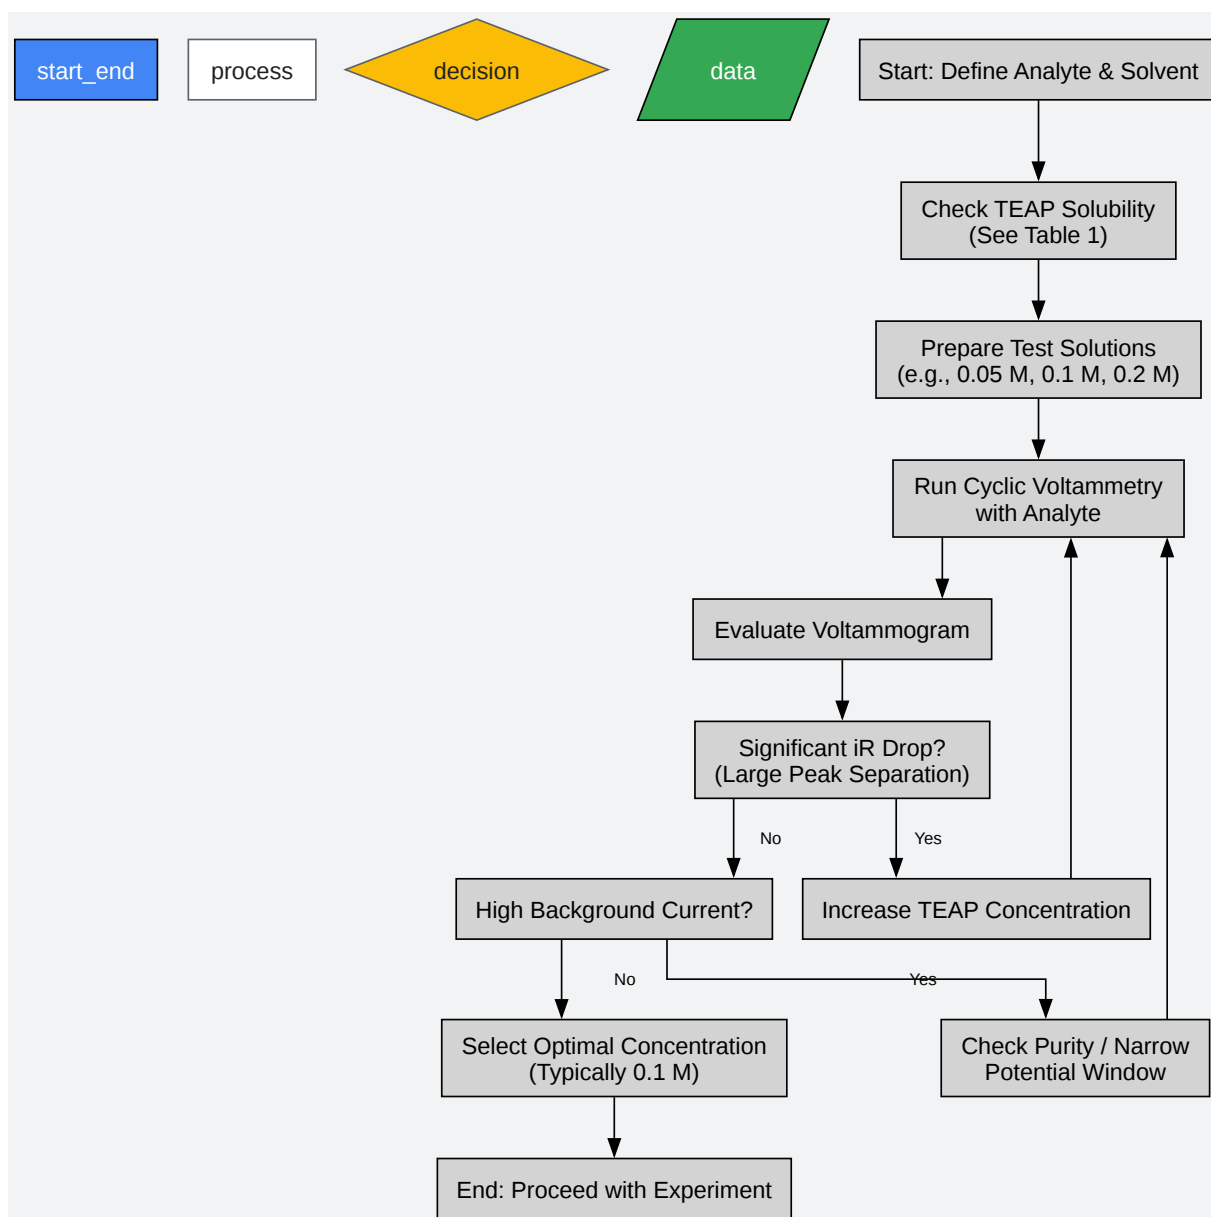 start_end
process
decision
data
Start: Define Analyte & Solvent
Check TEAP Solubility
(See Table 1)
Prepare Test Solutions
(e.g., 0.05 M, 0.1 M, 0.2 M)
Run Cyclic Voltammetry
with Analyte
Evaluate Voltammogram
Significant iR Drop?
(Large Peak Separation)
No
Yes
High Background Current?
Increase TEAP Concentration
No
Yes
Select Optimal Concentration
(Typically 0.1 M)
Check Purity / Narrow
Potential Window
End: Proceed with Experiment